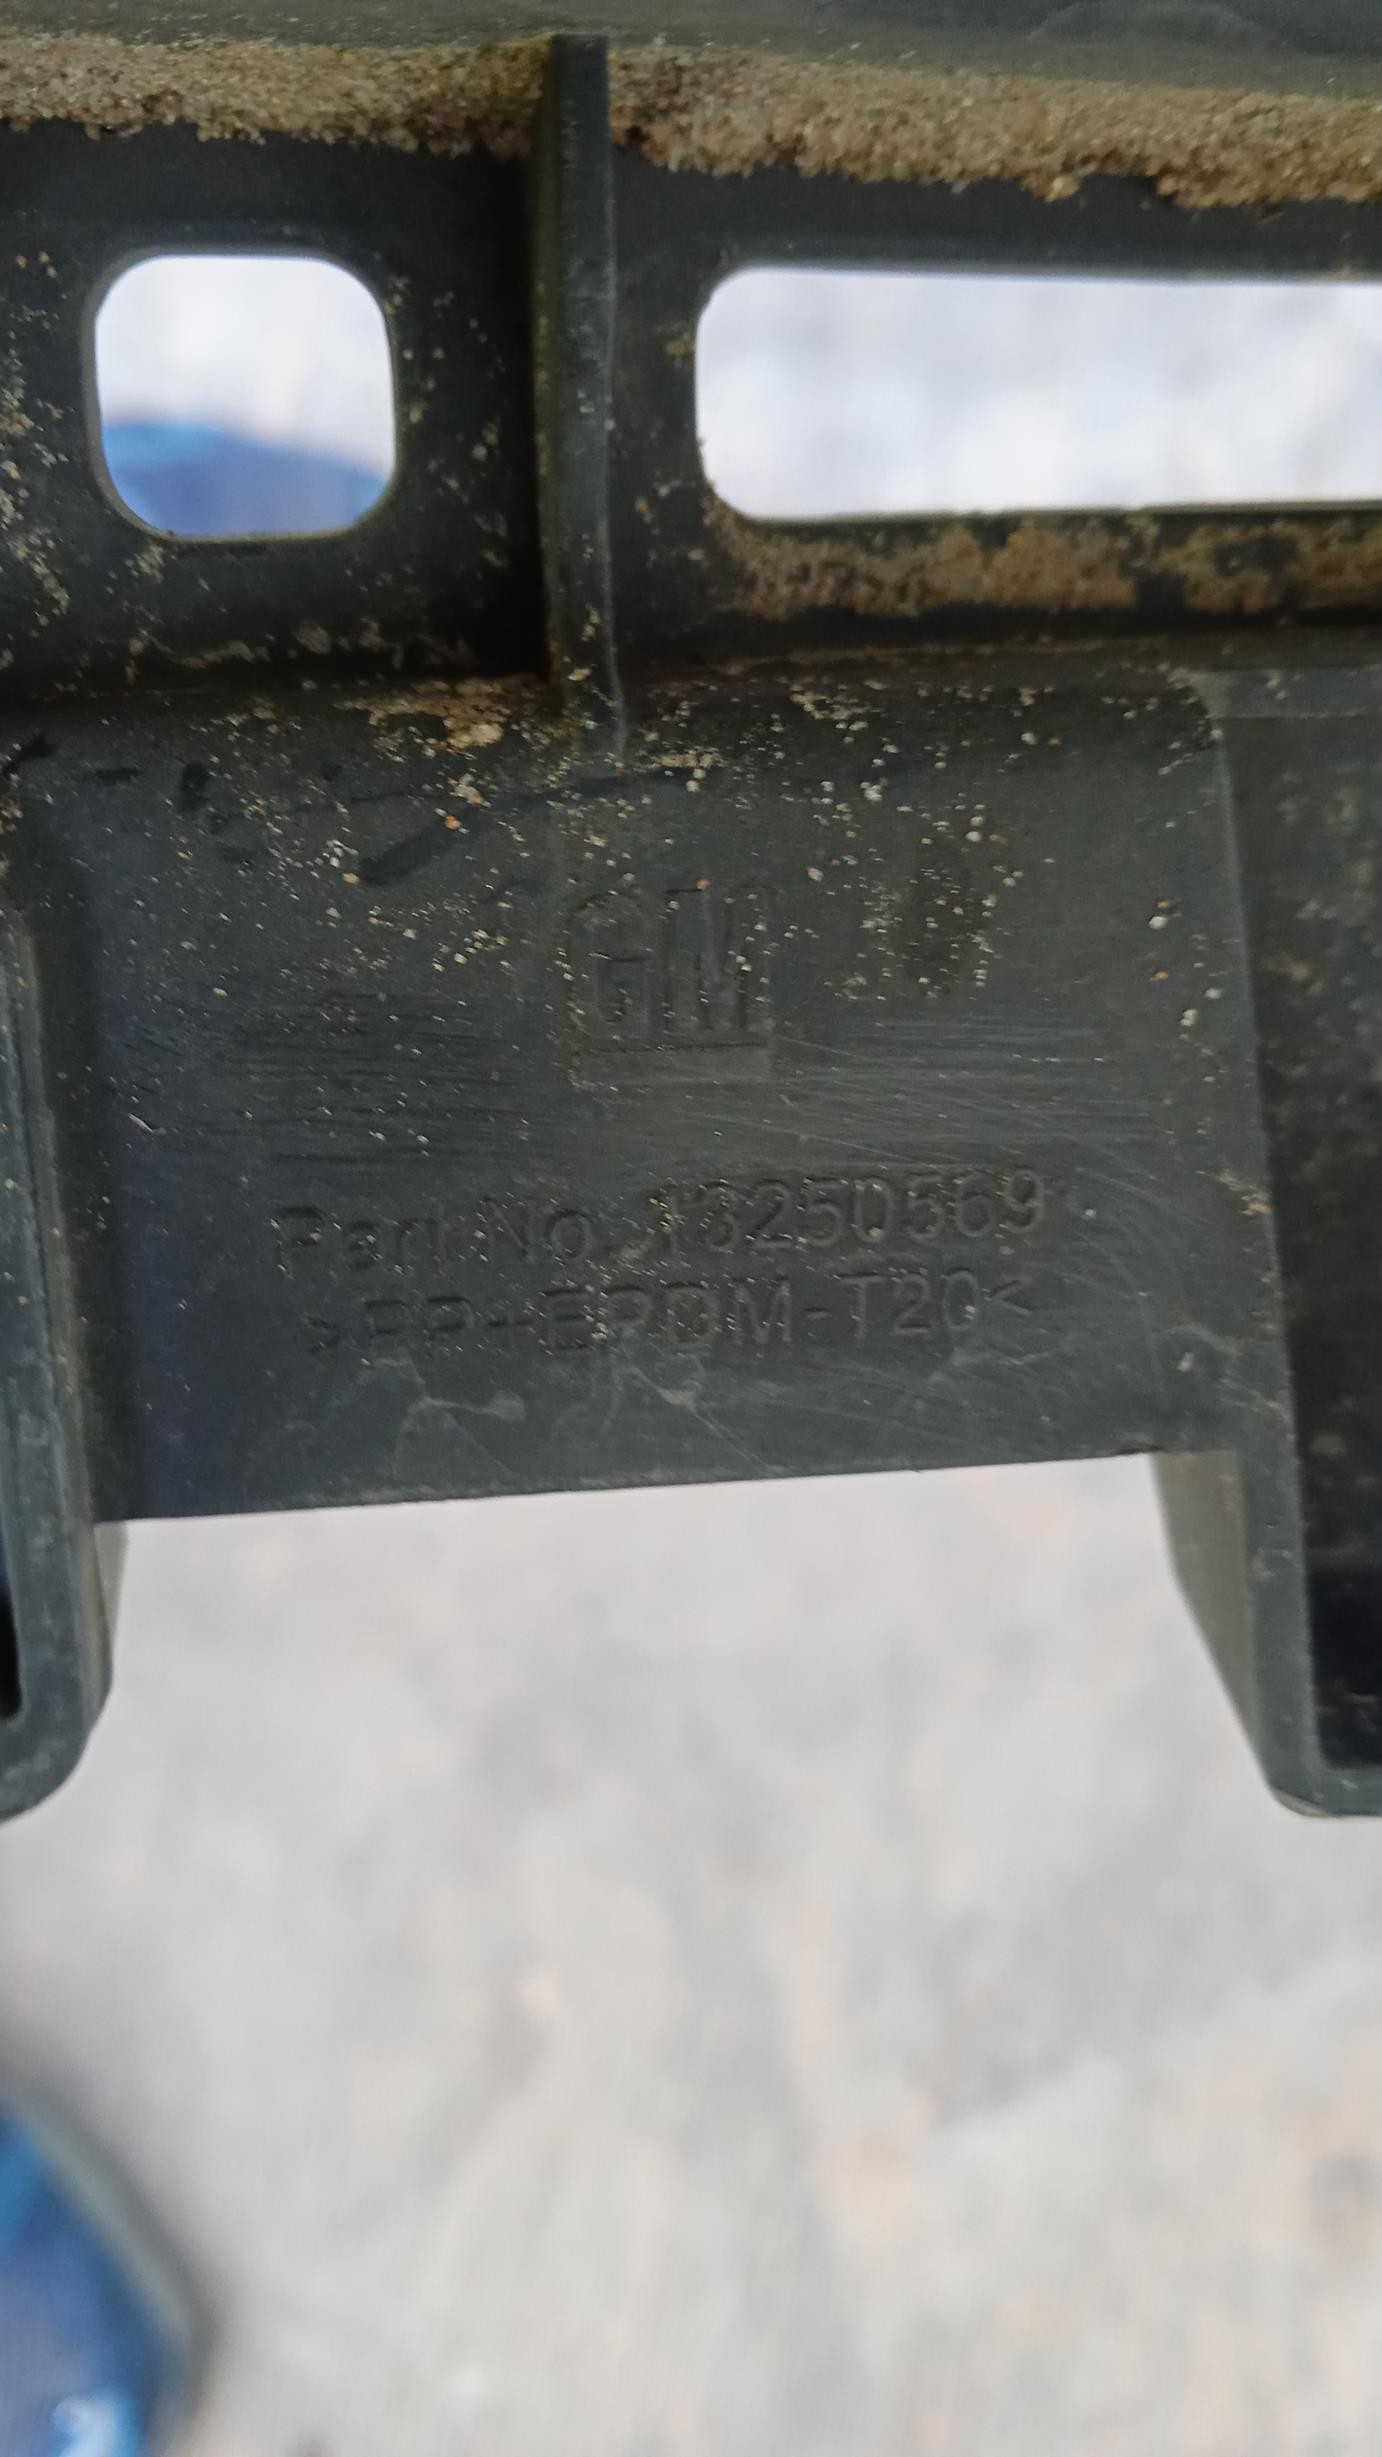 GM
Part No. 13250569
>PP+EPDM-T20<